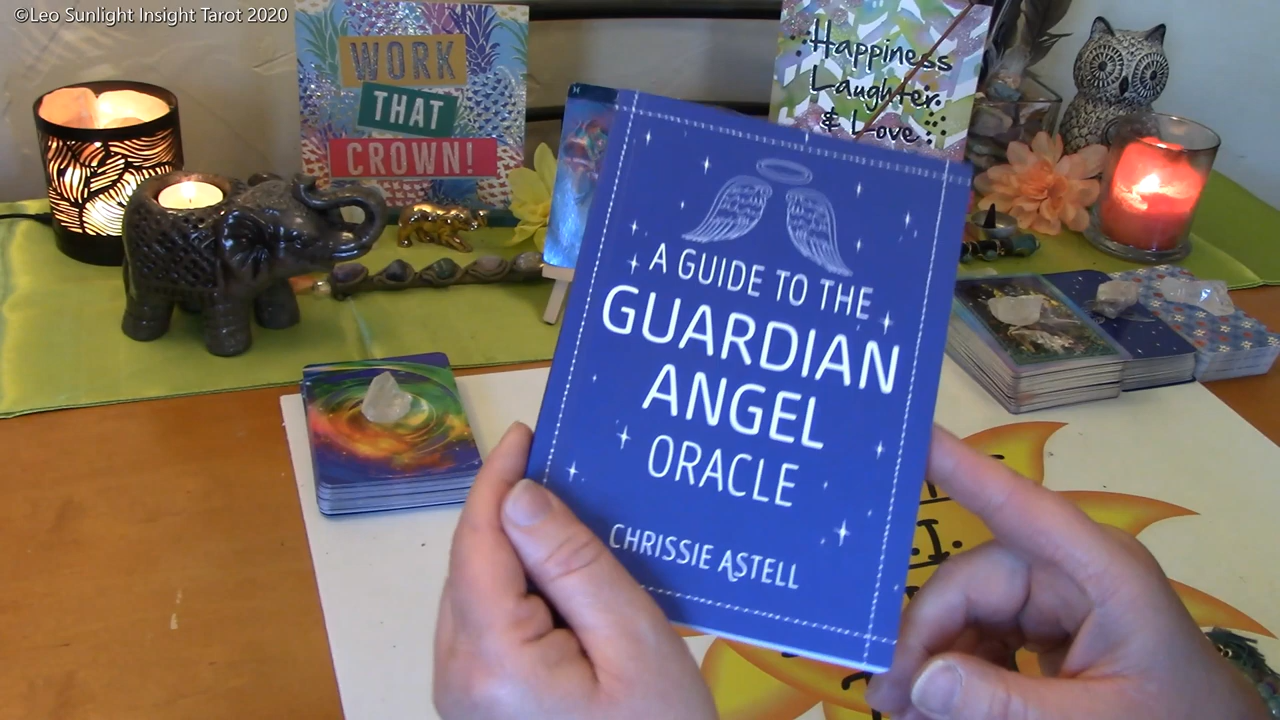 ©Leo Sunlight Insight Tarot 2020
WORK
THAT
CROWN!
Happiness
Laughter
& Love
A GUIDE TO THE
GUARDIAN
ANGEL
ORACLE
CHRISSIE ASTELL